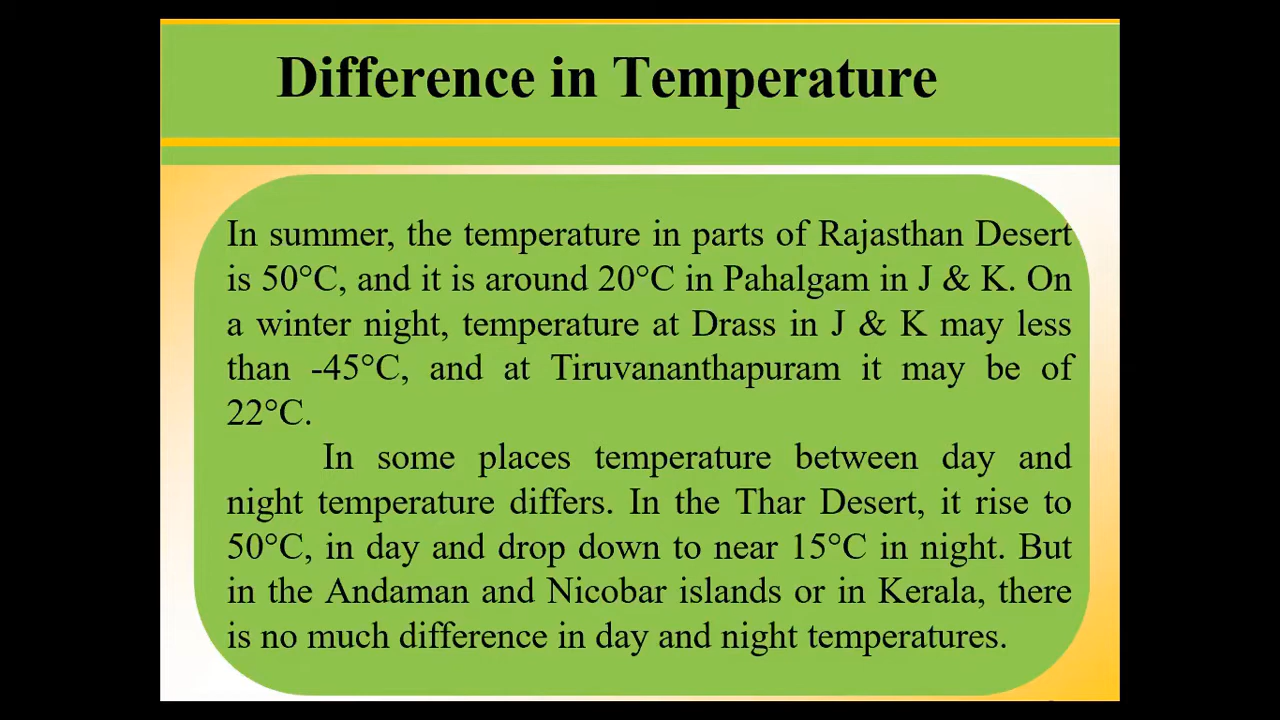 Difference in Temperature
In summer, the temperature in parts of Rajasthan Desert
is 50°C, and it is around 20°C in Pahalgam in J & K. On
a winter night, temperature at Drass in J & K may less
than -45°C, and at Tiruvananthapuram it may be of
22°C.
In some places temperature between day and
night temperature differs. In the Thar Desert, it rise to
50°C, in day and drop down to near 15°C in night. But
in the Andaman and Nicobar islands or in Kerala, there
is no much difference in day and night temperatures.